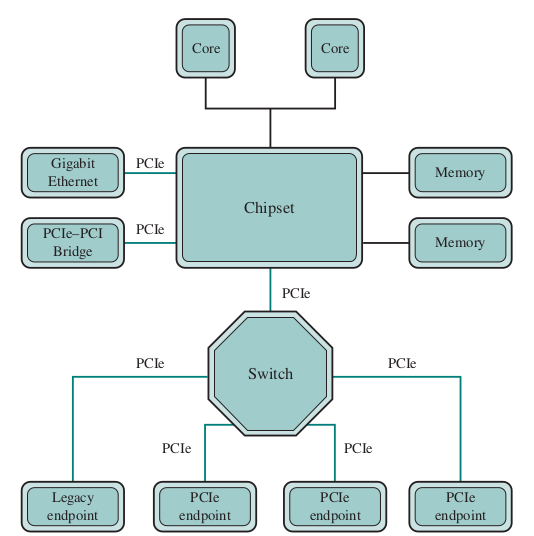 Core
Core
Gigabit
Ethernet
PCIe
Chipset
Memory
PCIe–PCI
Bridge
PCIe
Memory
PCIe
Switch
PCIe
PCIe
PCIe
PCIe
Legacy
endpoint
PCIe
endpoint
PCIe
endpoint
PCIe
endpoint